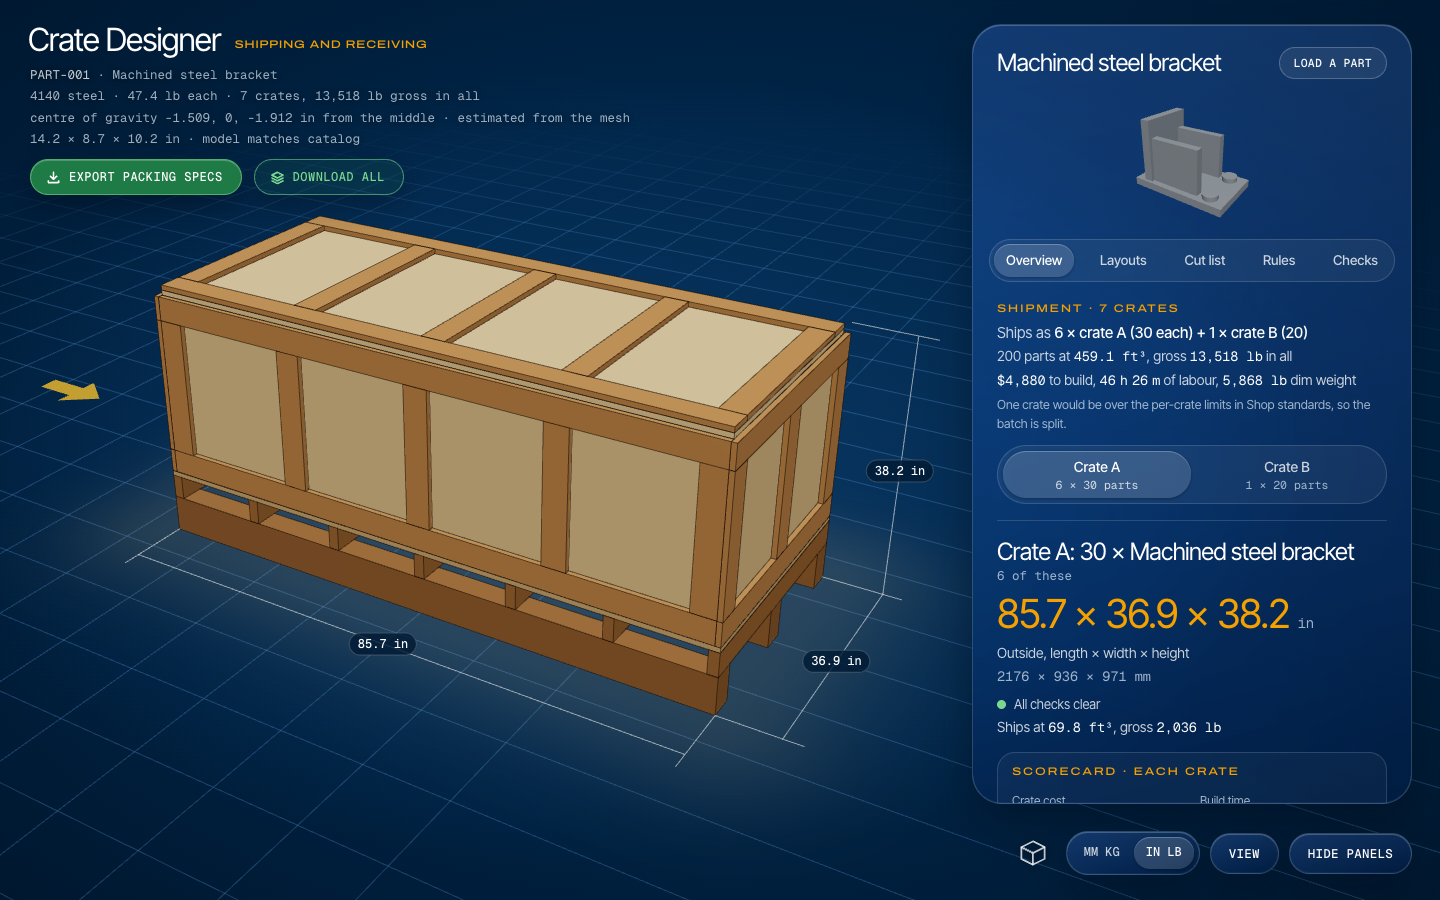 Crate Designer SHIPPING AND RECEIVING
PART-001 · Machined steel bracket
4140 steel · 47.4 lb each · 7 crates, 13,518 lb gross in all
centre of gravity -1.509, 0, -1.912 in from the middle · estimated from the mesh
14.2 × 8.7 × 10.2 in · model matches catalog
EXPORT PACKING SPECS
DOWNLOAD ALL
38.2 in
85.7 in
36.9 in
Machined steel bracket
LOAD A PART
Overview
Layouts
Cut list
Rules
Checks
SHIPMENT · 7 CRATES
Ships as 6 × crate A (30 each) + 1 × crate B (20)
200 parts at 459.1 ft³, gross 13,518 lb in all
$4,880 to build, 46 h 26 m of labour, 5,868 lb dim weight
One crate would be over the per-crate limits in Shop standards, so the
batch is split.
Crate A
6 × 30 parts
Crate B
1 × 20 parts
Crate A: 30 × Machined steel bracket
6 of these
85.7 × 36.9 × 38.2 in
Outside, length × width × height
2176 × 936 × 971 mm
All checks clear
Ships at 69.8 ft³, gross 2,036 lb
SCORECARD · EACH CRATE
Crate cost
Build time
MM KG
IN LB
VIEW
HIDE PANELS